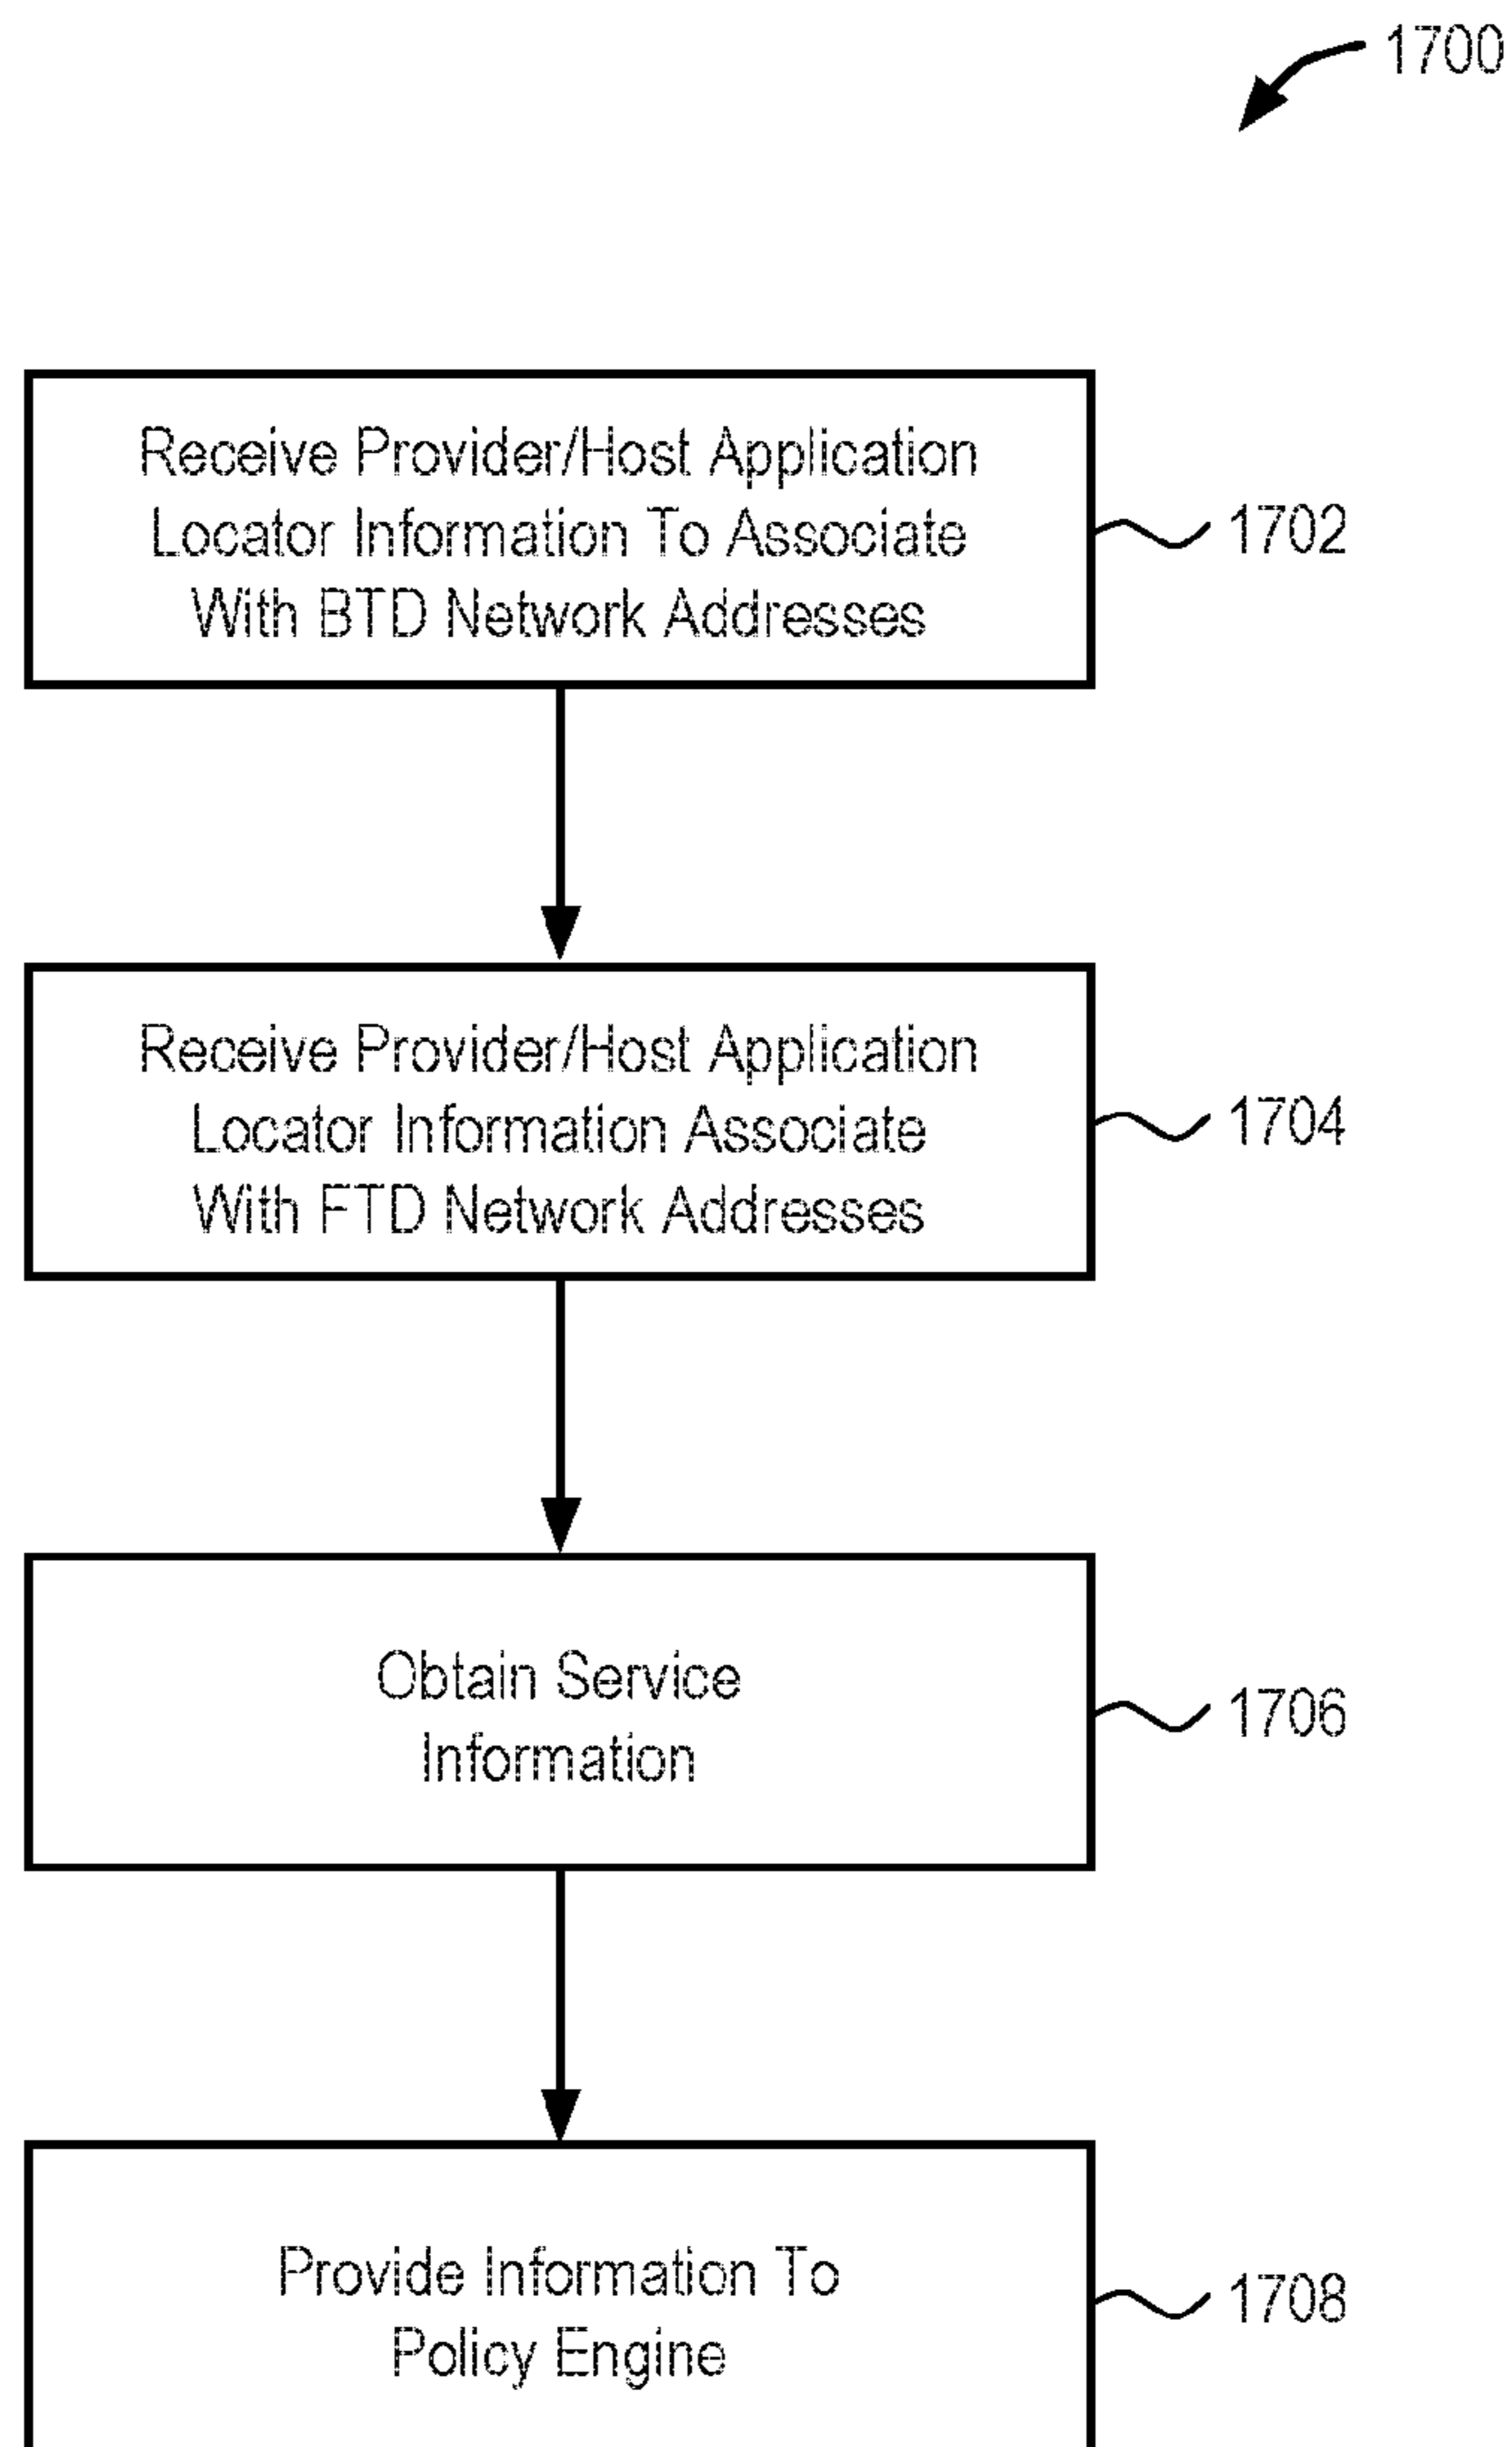 1700
Receive Provider/Host Application
Locator Information To Associate
With BTD Network Addresses
1702
Receive Provider/Host Application
Locator Information Associate
With FTD Network Addresses
1704
Obtain Service
Information
1706
Provide Information To
Policy Engine
1708